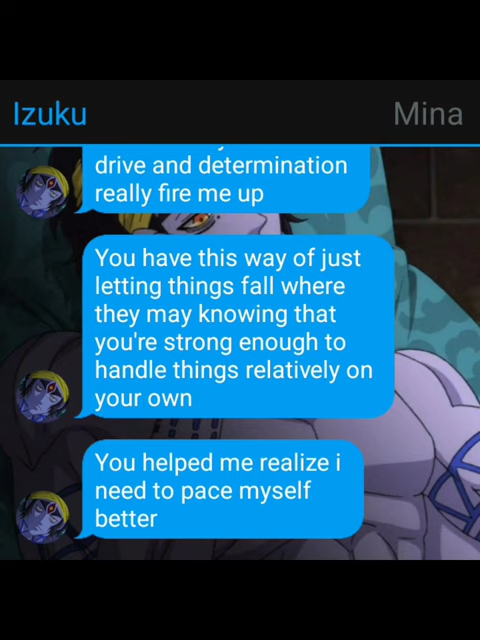 Izuku
Mina
drive and determination
really fire me up
You have this way of just
letting things fall where
they may knowing that
you're strong enough to
handle things relatively on
your own
You helped me realize i
need to pace myself
better